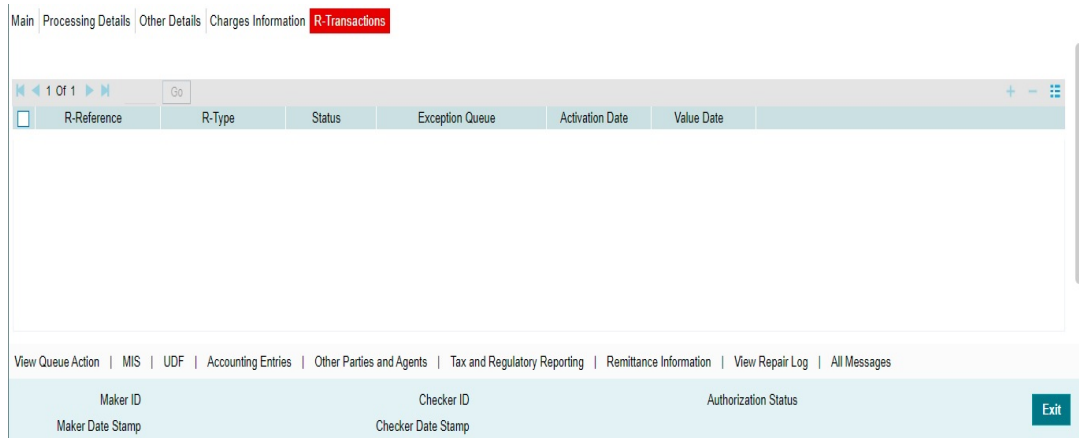 Main Processing Details Other Details Charges Information R-Transactions
1 Of 1 Go
R-Reference R-Type Status Exception Queue Activation Date Value Date
View Queue Action | MIS | UDF | Accounting Entries | Other Parties and Agents | Tax and Regulatory Reporting | Remittance Information | View Repair Log | All Messages
Maker ID Checker ID Authorization Status
Exit
Maker Date Stamp Checker Date Stamp